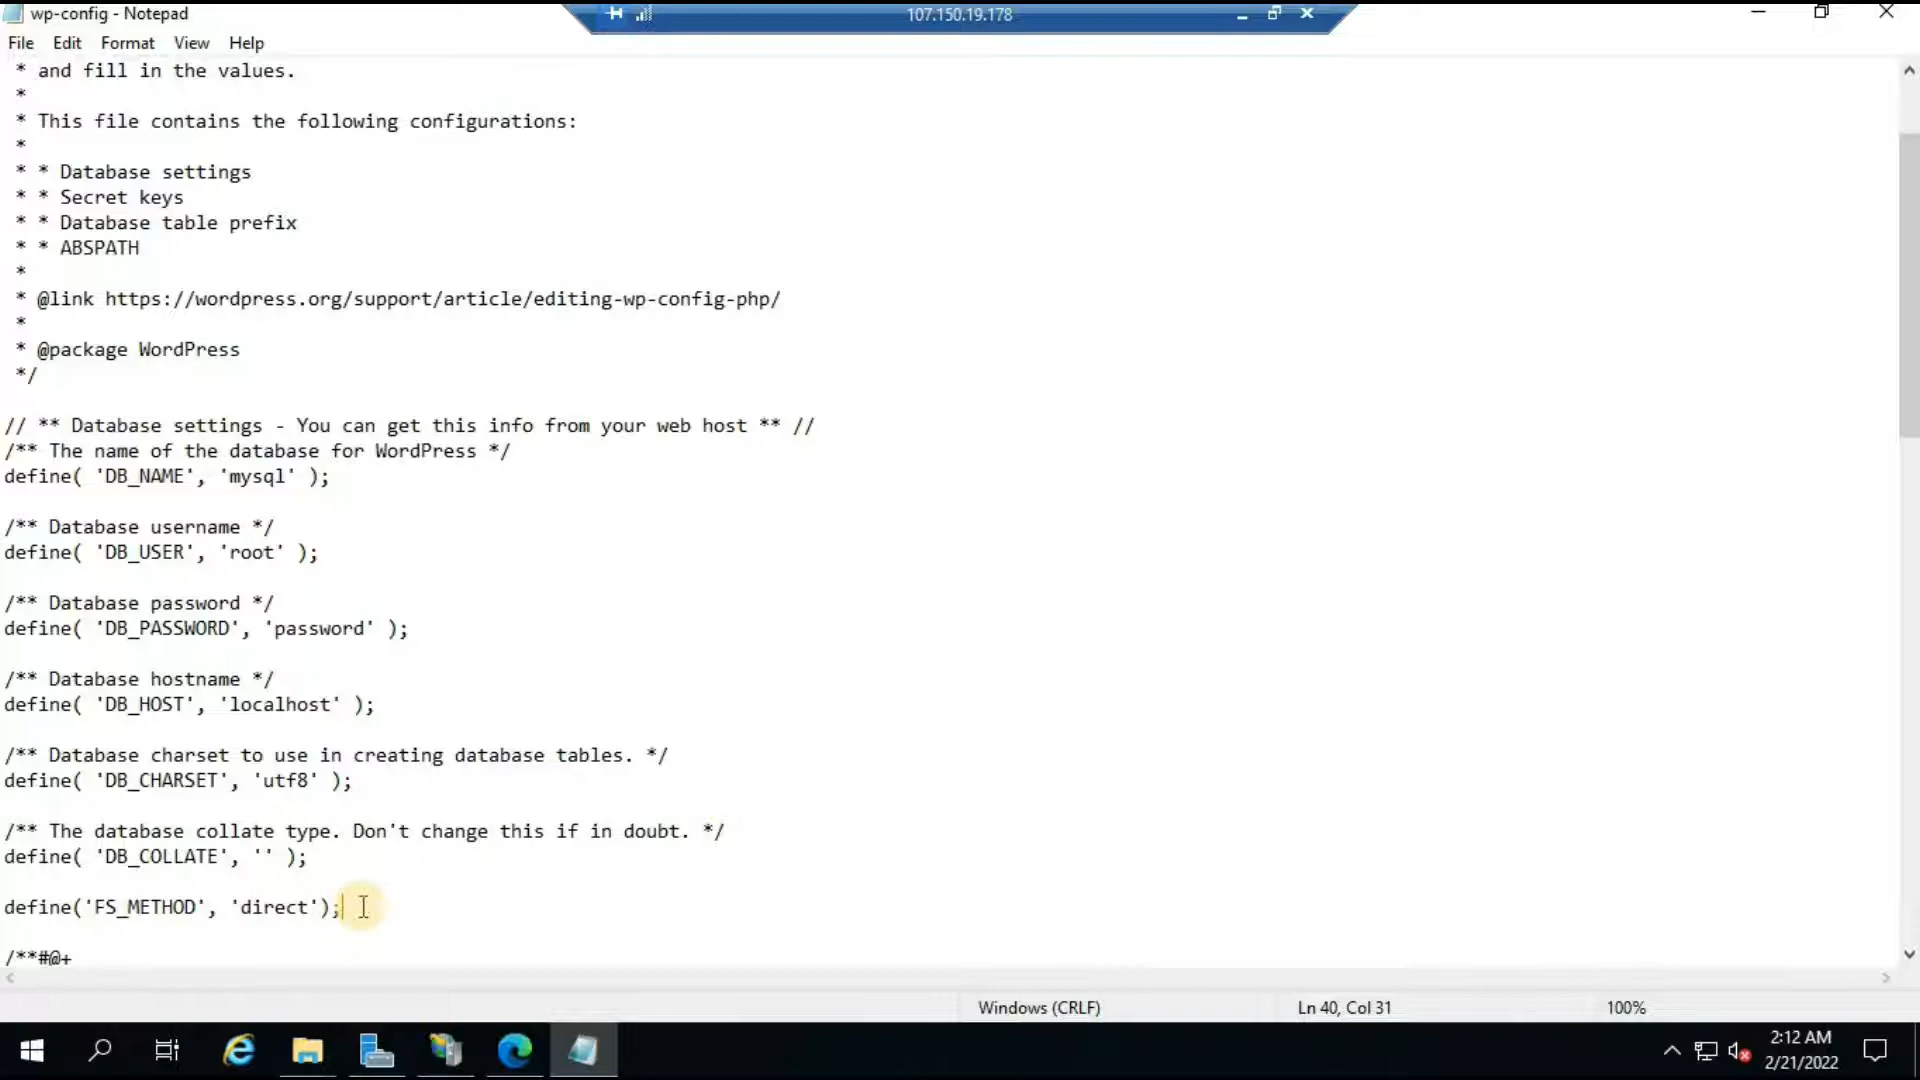 wp-config - Notepad
107.150.19.178
File Edit Format View Help
* and fill in the values.
*
* This file contains the following configurations:
*
* * Database settings
* * Secret keys
* * Database table prefix
* * ABSPATH
*
* @link https://wordpress.org/support/article/editing-wp-config-php/
*
* @package WordPress
*/
// ** Database settings - You can get this info from your web host ** //
/** The name of the database for WordPress */
define( 'DB_NAME', 'mysql' );
/** Database username */
define( 'DB_USER', 'root' );
/** Database password */
define( 'DB_PASSWORD', 'password' );
/** Database hostname */
define( 'DB_HOST', 'localhost' );
/** Database charset to use in creating database tables. */
define( 'DB_CHARSET', 'utf8' );
/** The database collate type. Don't change this if in doubt. */
define( 'DB_COLLATE', '' );
define('FS_METHOD', 'direct');
/**#@+
Windows (CRLF) Ln 40, Col 31 100%
2:12 AM
2/21/2022